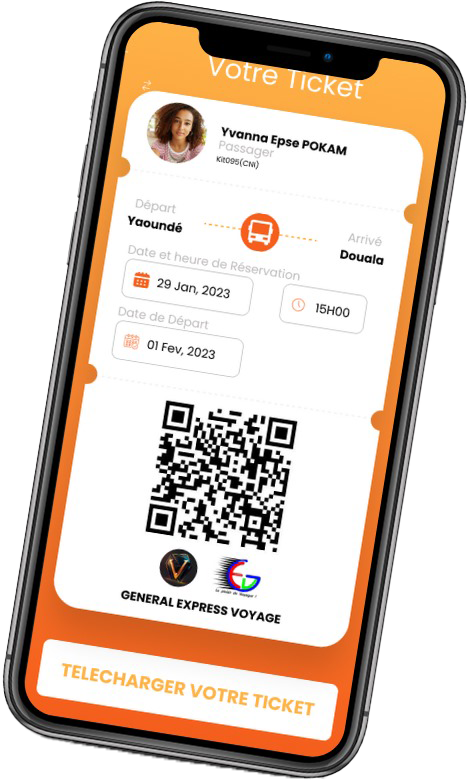 Votre Ticket
Yvanna Epse POKAM
Passager
Kit095(CNI)
Départ
Yaoundé
Arrivé
Douala
Date et heure de Réservation
29 Jan, 2023
15H00
Date de Départ
01 Fev, 2023
GENERAL EXPRESS VOYAGE
TELECHARGER VOTRE TICKET